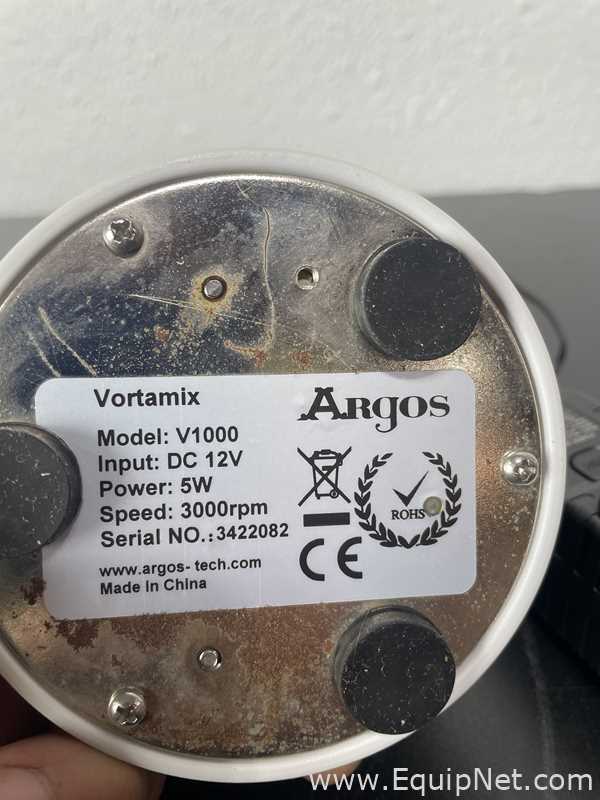 Vortamix
ARgos
Model: V1000
Input: DC 12V
Power: 5W
Speed: 3000rpm
Serial NO.: 3422082
www.argos- tech.com
Made in China
ROHS
CE
www.EquipNet.com